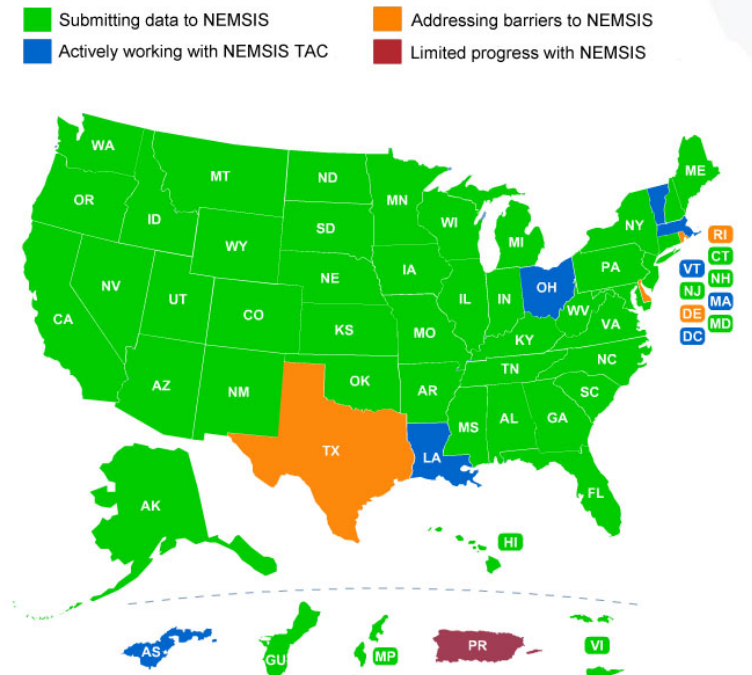 Submitting data to NEMSIS
Addressing barriers to NEMSIS
Actively working with NEMSIS TAC
Limited progress with NEMSIS
WA
MT
ND
MN
ME
OR
ID
SD
WI
MI
NY
WY
RI
CT
VT
NH
NV
UT
NE
IA
IL
IN
OH
PA
NJ
MA
CA
CO
KS
MO
WV
VA
DE
MD
KY
DC
AZ
NM
OK
AR
TN
NC
SC
TX
LA
MS
AL
GA
FL
AK
HI
AS
GU
MP
PR
VI